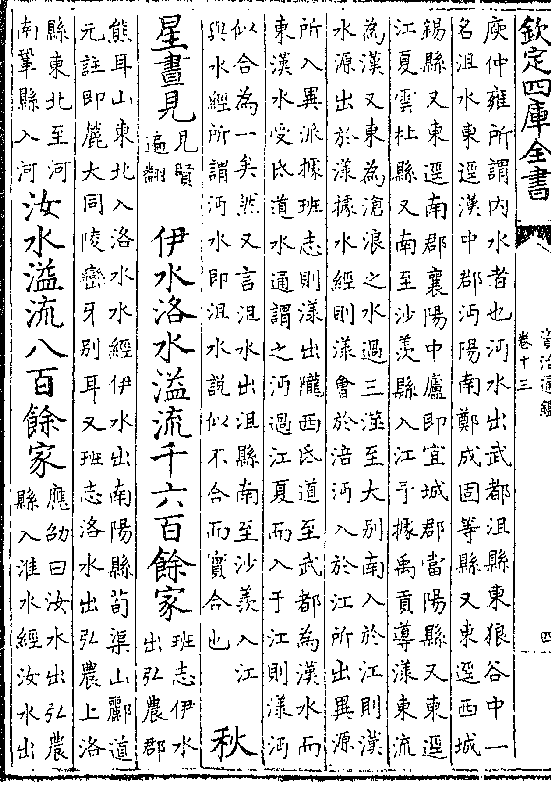 欽定四庫全書
資治通鑑
卷十三
四
庾仲雍所謂内水者也沔水出武都沮縣東狼谷中一
名沮水東逕漢中郡沔陽南鄭成固等縣又東逕西城
錫縣又東逕南郡襄陽中廬即宜城郡當陽縣又東逕
江夏雲杜縣又南至沙羨縣入江予據禹貢導漾東流
為漢又東為滄浪之水過三澨至大别南入於江則漢
水源出於漾據水經則漾會於涪沔入於江所出異源
所入異派據班志則漾出隴西氐道至武都為漢水而
東漢水受氐道水通謂之沔過江夏而入于江則漾沔
似合為一矣然又言沮水出沮縣南至沙羨入江
與水經所謂沔水即沮水說似不合而實合也
秋
星晝見
見賢
遍翻
伊水洛水溢流千六百餘家
班志伊水
出弘農郡
熊耳山東北入洛水水經伊水出南陽縣荀渠山酈道
元註即麓大同陵巒牙别耳又班志洛水出弘農上洛
縣東北至河
南鞏縣入河
汝水溢流八百餘家
應劭曰汝水出弘農
縣入淮水經汝水出